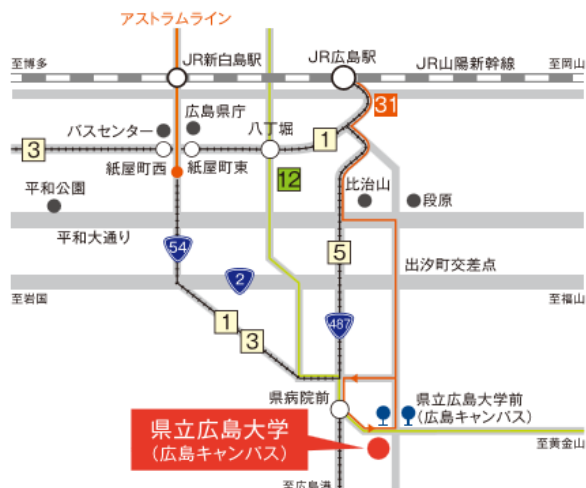 アストラムライン
JR新白島駅
JR広島駅
JR山陽新幹線
至博多
至岡山
31
広島県庁
バスセンター
八丁堀
1
3
紙屋町西
紙屋町東
12
平和公園
比治山
段原
平和大通り
54
5
出汐町交差点
2
至岩国
至福山
1
487
3
県病院前
県立広島大学前
(広島キャンパス)
県立広島大学
(広島キャンパス)
至黄金山
至広島港